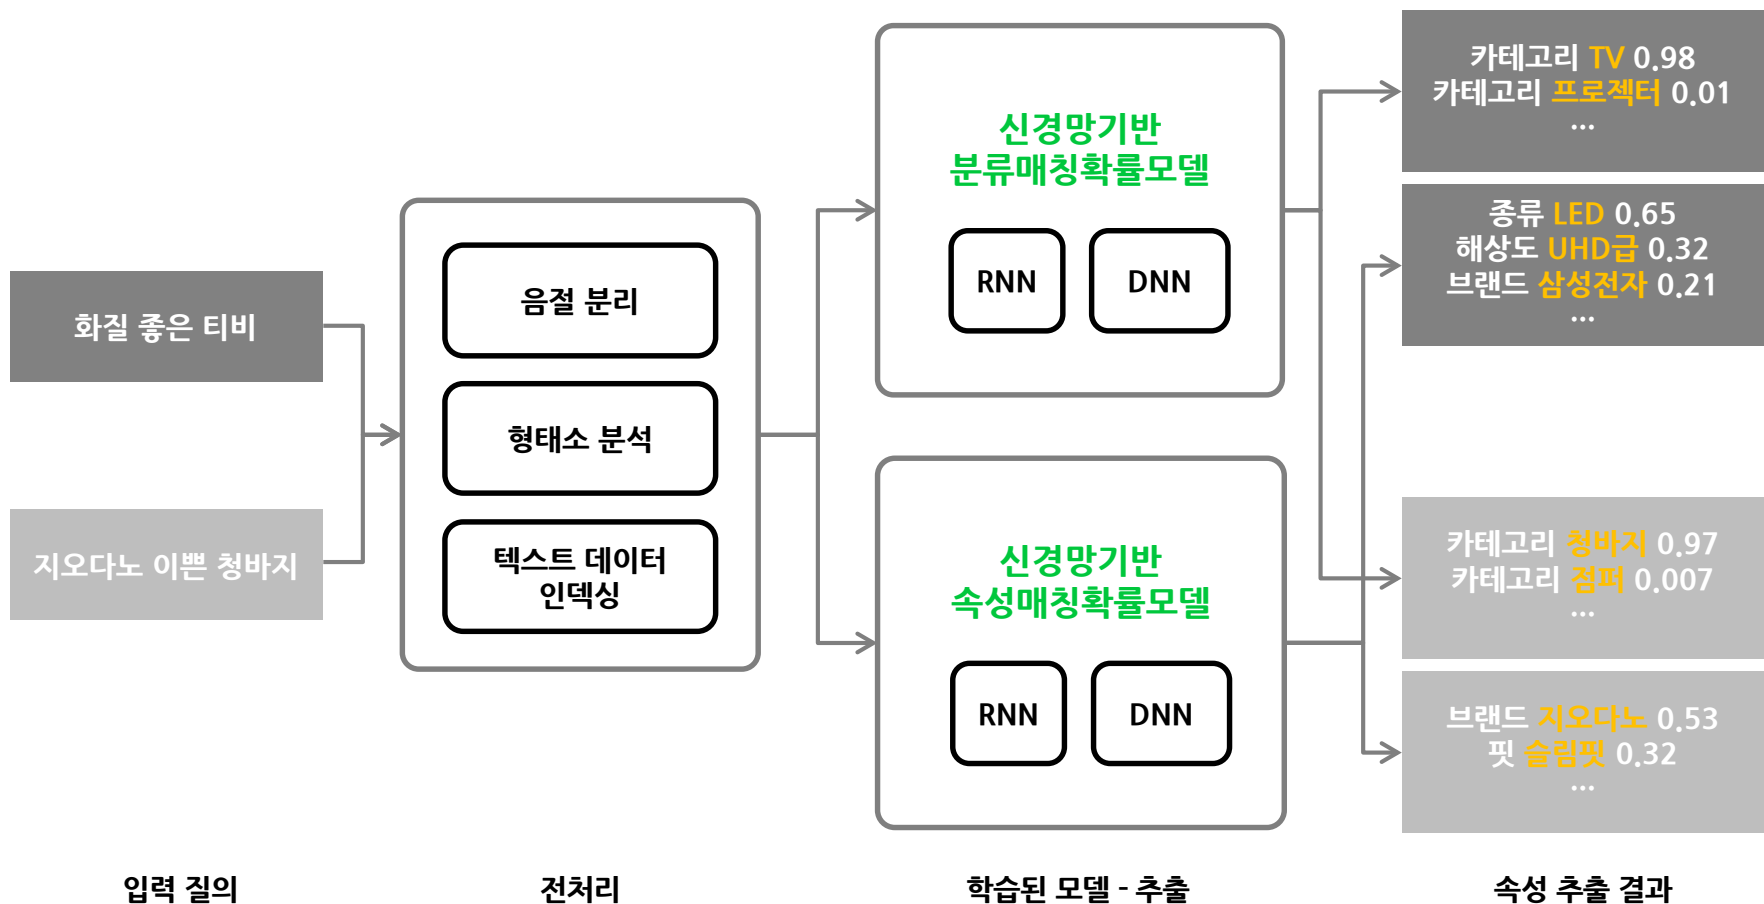 화질 좋은 티비
지오다노 이쁜 청바지
입력 질의
음절 분리
형태소 분석
텍스트 데이터
인덱싱
전처리
신경망기반
분류매칭확률모델
RNN
DNN
신경망기반
속성매칭확률모델
RNN
DNN
학습된 모델 - 추출
카테고리 TV 0.98
카테고리 프로젝터 0.01
...
종류 LED 0.65
해상도 UHD급 0.32
브랜드 삼성전자 0.21
...
카테고리 청바지 0.97
카테고리 점퍼 0.007
...
브랜드 지오다노 0.53
핏 슬림핏 0.32
...
속성 추출 결과